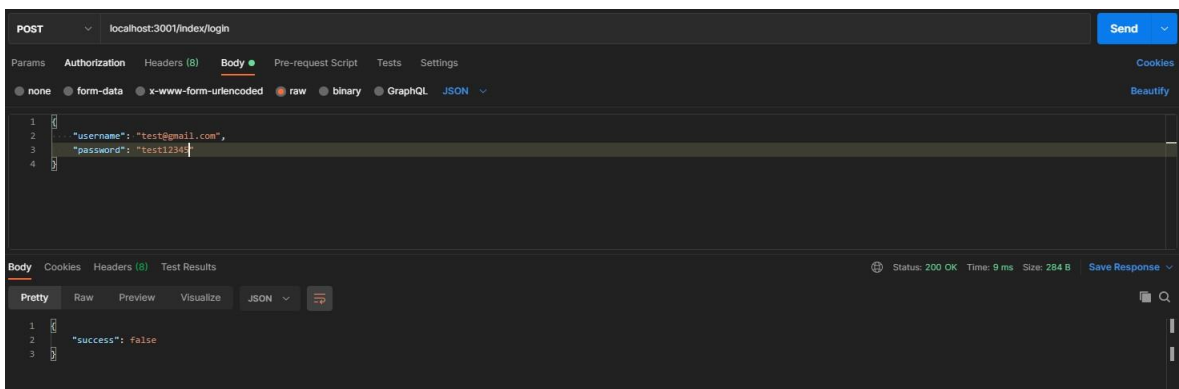 POST localhost:3001/index/login Send
Params Authorization Headers (8) Body Pre-request Script Tests Settings Cookies
none form-data x-www-form-urlencoded raw binary GraphQL JSON Beautify
1 {
2 "username": "test@gmail.com",
3 "password": "test12345"
4 }
Body Cookies Headers (8) Test Results Status: 200 OK Time: 9 ms Size: 284 B Save Response
Pretty Raw Preview Visualize JSON
1 {
2 "success": false
3 }